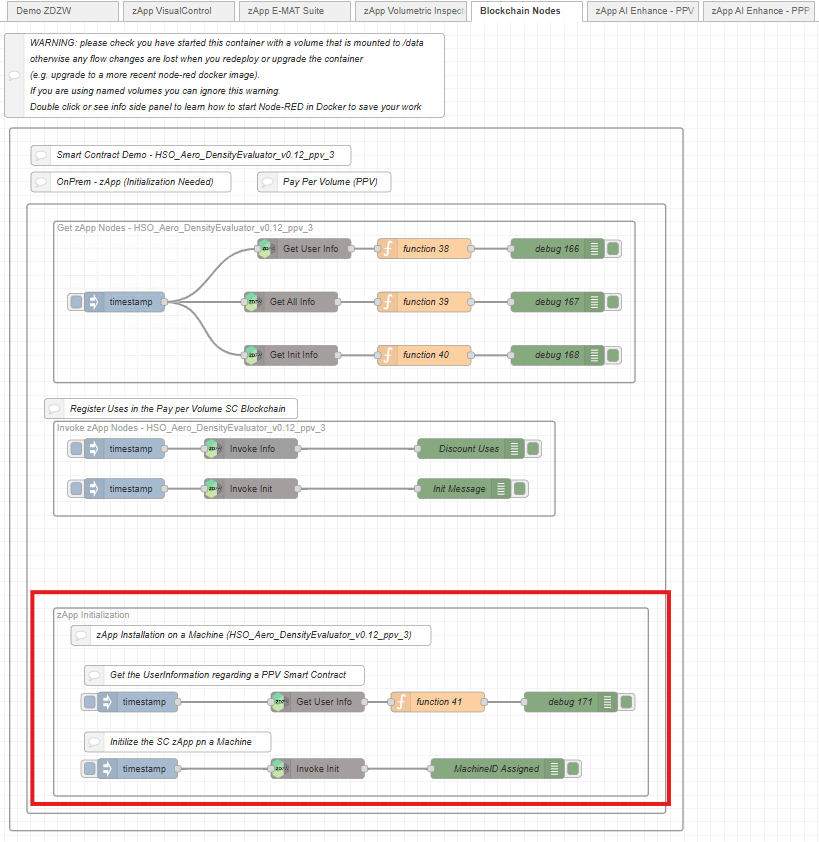 Demo ZDZW
zApp VisualControl
zApp E-MAT Suite
zApp Volumetric Inspect
Blockchain Nodes
zApp AI Enhance - PPV
zApp AI Enhance - PPP
WARNING: please check you have started this container with a volume that is mounted to /data
otherwise any flow changes are lost when you redeploy or upgrade the container
(e.g. upgrade to a more recent node-red docker image).
If you are using named volumes you can ignore this warning.
Double click or see info side panel to learn how to start Node-RED in Docker to save your work
Smart Contract Demo - HSO_Aero_DensityEvaluator_v0.12_ppv_3
OnPrem - zApp (Initialization Needed)
Pay Per Volume (PPV)
Get zApp Nodes - HSO_Aero_DensityEvaluator_v0.12_ppv_3
Get User Info
function 38
debug 166
timestamp
Get All Info
function 39
debug 167
Get Init Info
function 40
debug 168
Register Uses in the Pay per Volume SC Blockchain
Invoke zApp Nodes - HSO_Aero_DensityEvaluator_v0.12_ppv_3
timestamp
Invoke Info
Discount Uses
timestamp
Invoke Init
Init Message
zApp Initialization
zApp Installation on a Machine (HSO_Aero_DensityEvaluator_v0.12_ppv_3)
Get the UserInformation regarding a PPV Smart Contract
timestamp
Get User Info
function 41
debug 171
Initilize the SC zApp pn a Machine
timestamp
Invoke Init
MachineID Assigned